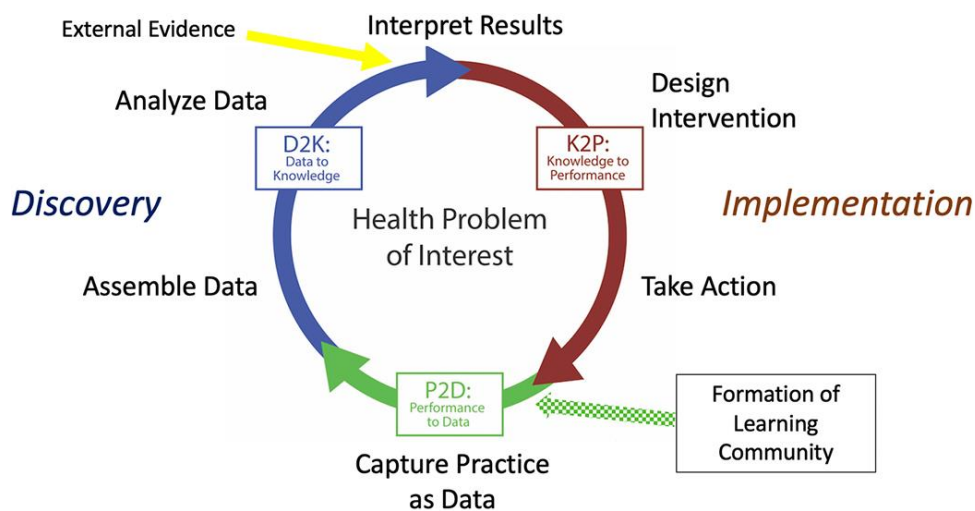 External Evidence
Interpret Results
Analyze Data
Design
Intervention
D2K:
Data to
Knowledge
K2P:
Knowledge to
Performance
Discovery
Health Problem
of Interest
Implementation
Assemble Data
Take Action
P2D:
Performance
to Data
Formation of
Learning
Community
Capture Practice
as Data